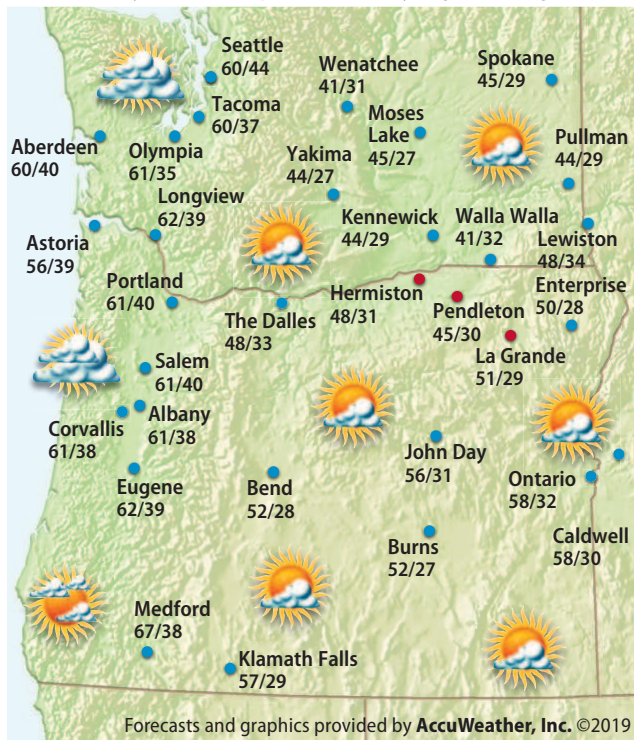 Seattle
60/44
Wenatchee
41/31
Spokane
45/29
Tacoma
60/37
Moses
Lake
45/27
Aberdeen
60/40
Olympia
61/35
Yakima
44/27
Pullman
44/29
Longview
62/39
Kennewick
44/29
Walla Walla
41/32
Lewiston
48/34
Astoria
56/39
Portland
61/40
The Dalles
48/33
Hermiston
48/31
Pendleton
45/30
Enterprise
50/28
La Grande
51/29
Salem
61/40
Albany
61/38
Corvallis
61/38
John Day
56/31
Ontario
58/32
Eugene
62/39
Bend
52/28
Burns
52/27
Caldwell
58/30
Medford
67/38
Klamath Falls
57/29
Forecasts and graphics provided by AccuWeather, Inc. ©2019